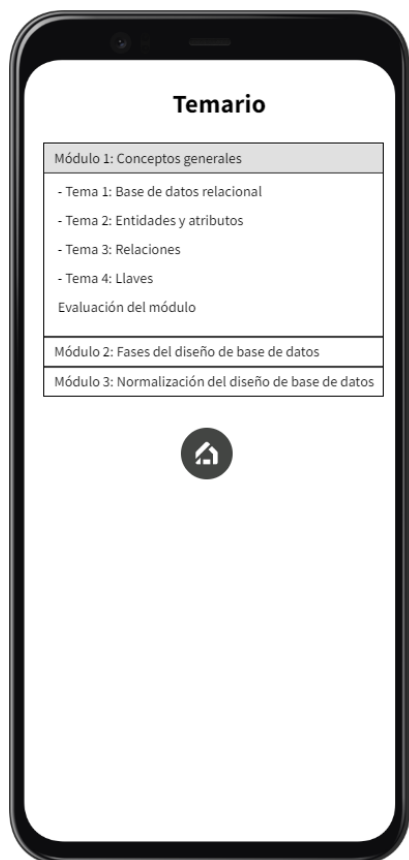 Temario
Módulo 1: Conceptos generales
- Tema 1: Base de datos relacional
- Tema 2: Entidades y atributos
- Tema 3: Relaciones
- Tema 4: Llaves
Evaluación del módulo
Módulo 2: Fases del diseño de base de datos
Módulo 3: Normalización del diseño de base de datos